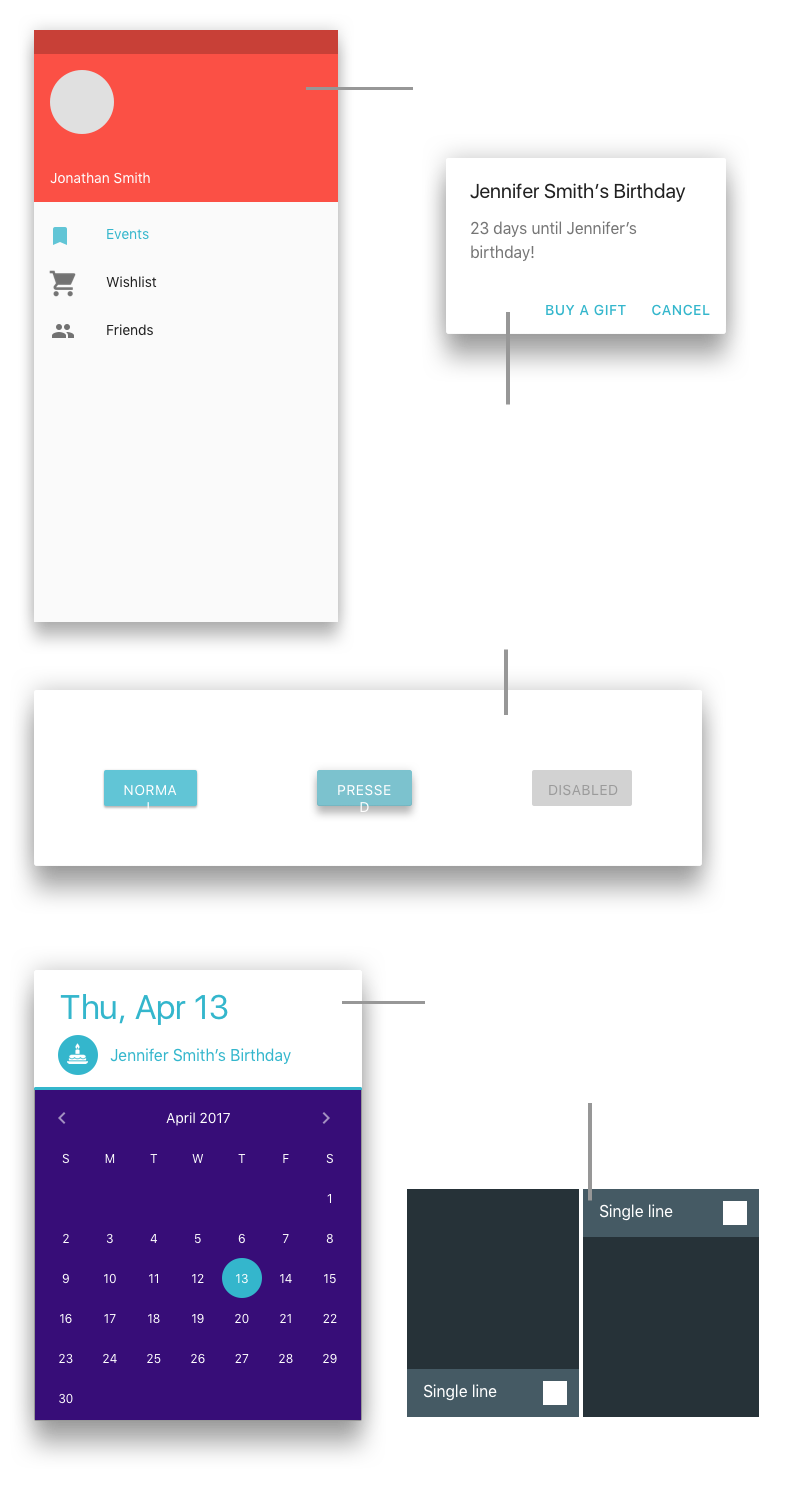 Jonathan Smith
Events
Wishlist
Friends
Jennifer Smith’s Birthday
23 days until Jennifer’s
birthday!
BUY A GIFT CANCEL
NORMA
L
PRESSE
D
DISABLED
Thu, Apr 13
Jennifer Smith’s Birthday
April 2017
S M T W T F S
1
2 3 4 5 6 7 8
9 10 11 12 13 14 15
16 17 18 19 20 21 22
23 24 25 26 27 28 29
30
Single line
Single line